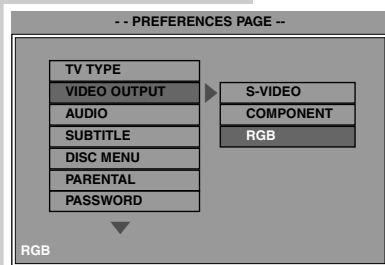 - - PREFERENCES PAGE --
TV TYPE
VIDEO OUTPUT
AUDIO
SUBTITLE
DISC MENU
PARENTAL
PASSWORD
S-VIDEO
COMPONENT
RGB
RGB